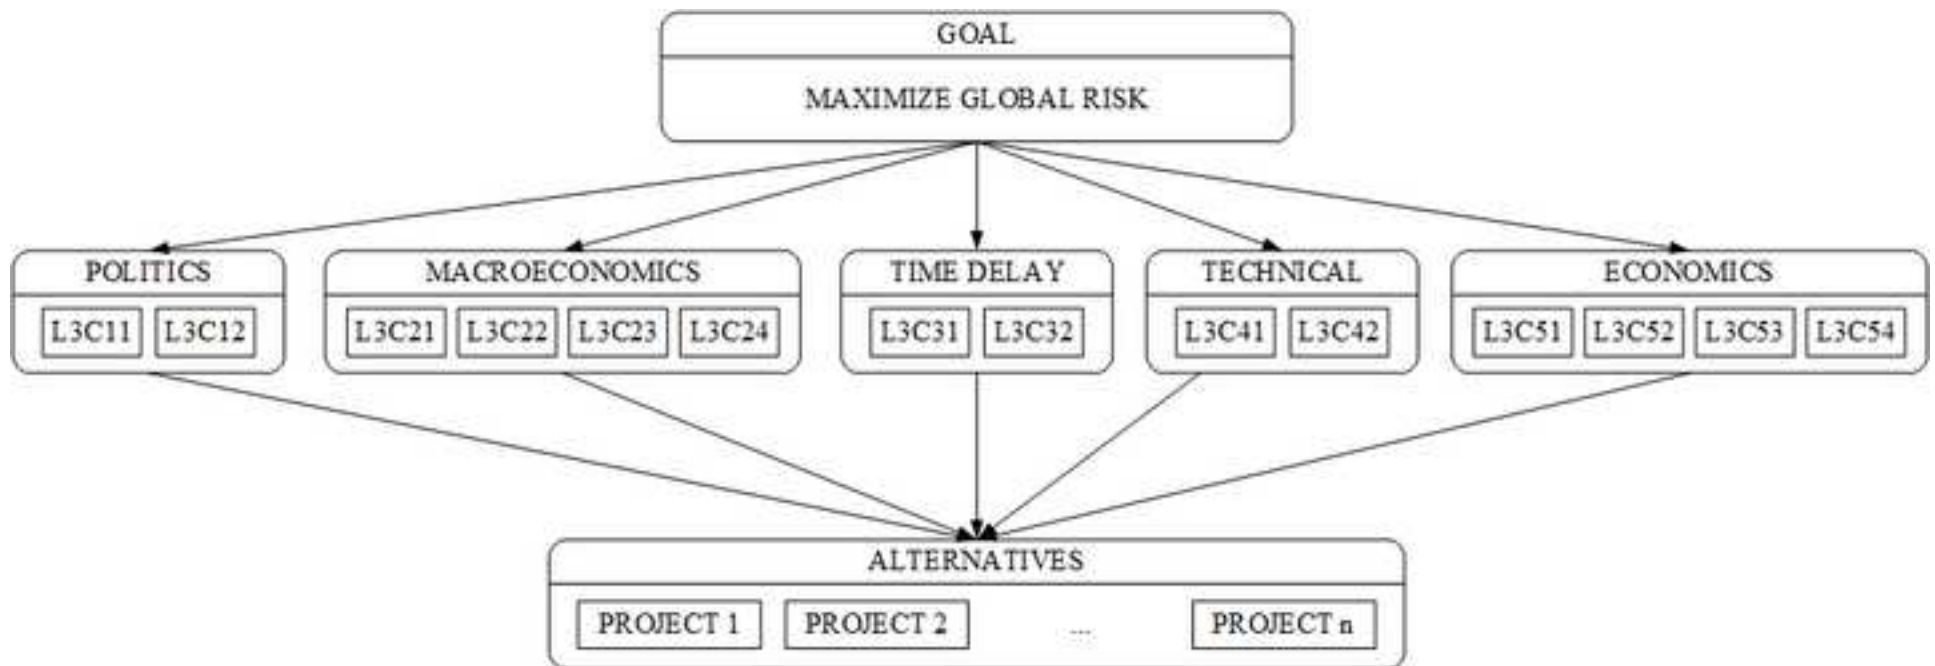 GOAL
MAXIMIZE GLOBAL RISK
POLITICS
L3C11 L3C12
MACROECONOMICS
L3C21 L3C22 L3C23 L3C24
TIME DELAY
L3C31 L3C32
TECHNICAL
L3C41 L3C42
ECONOMICS
L3C51 L3C52 L3C53 L3C54
ALTERNATIVES
PROJECT 1 PROJECT 2 ... PROJECT n